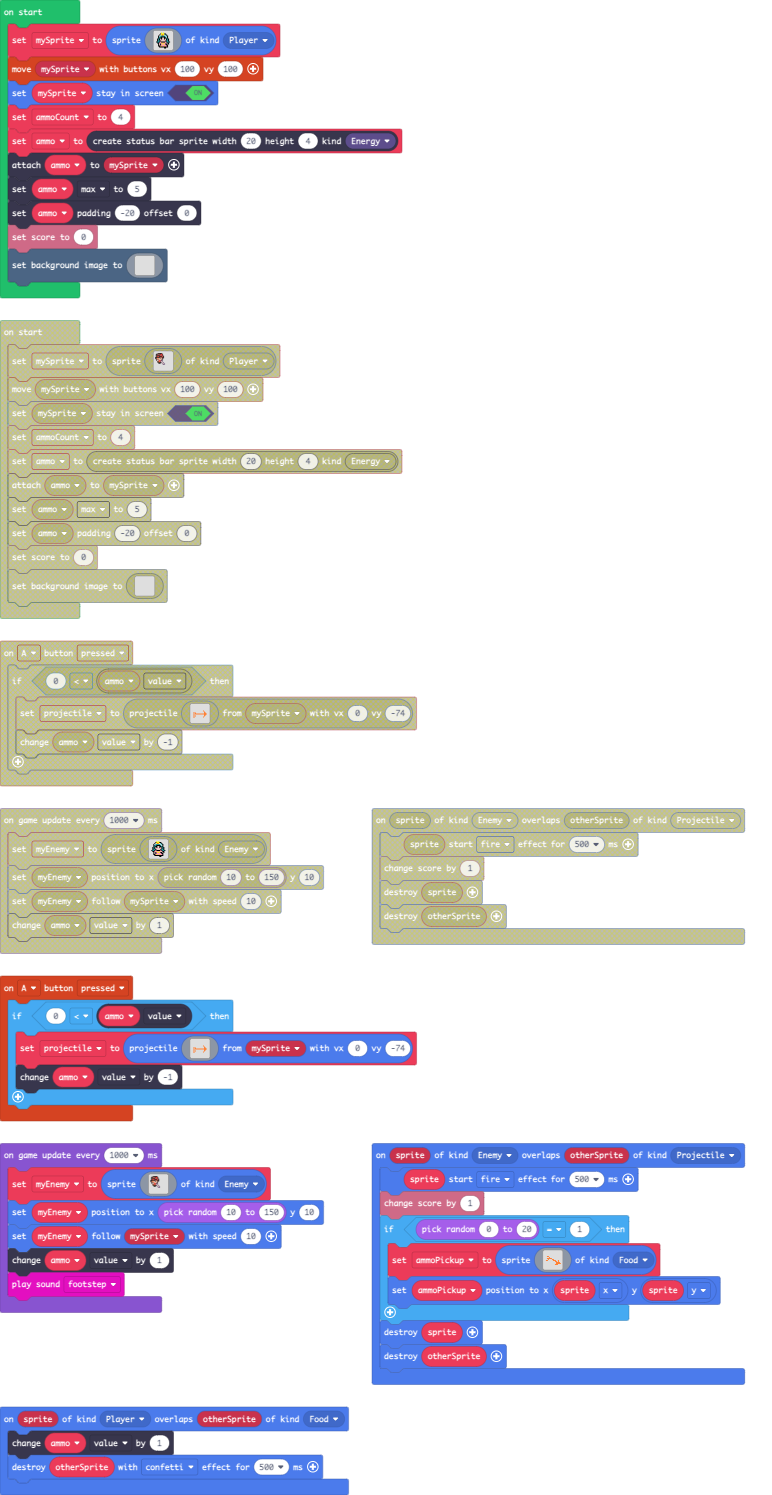 on start
set mySprite to sprite of kind Player
move mySprite with buttons vx 100 vy 100
set mySprite stay in screen ON
set ammoCount to 4
set ammo to create status bar sprite width 20 height 4 kind Energy
attach ammo to mySprite
set ammo max to 5
set ammo padding -20 offset 0
set score to 0
set background image to
on start
set mySprite to sprite of kind Player
move mySprite with buttons vx 100 vy 100
set mySprite stay in screen ON
set ammoCount to 4
set ammo to create status bar sprite width 20 height 4 kind Energy
attach ammo to mySprite
set ammo max to 5
set ammo padding -20 offset 0
set score to 0
set background image to
on A button pressed
if 0 < ammo value then
set projectile to projectile from mySprite with vx 0 vy -74
change ammo value by -1
on game update every 1000 ms
set myEnemy to sprite of kind Enemy
set myEnemy position to x pick random 10 to 150 y 10
set myEnemy follow mySprite with speed 10
change ammo value by 1
on sprite of kind Enemy overlaps otherSprite of kind Projectile
sprite start fire effect for 500 ms
change score by 1
destroy sprite
destroy otherSprite
on A button pressed
if 0 < ammo value then
set projectile to projectile from mySprite with vx 0 vy -74
change ammo value by -1
on game update every 1000 ms
set myEnemy to sprite of kind Enemy
set myEnemy position to x pick random 10 to 150 y 10
set myEnemy follow mySprite with speed 10
change ammo value by 1
play sound footstep
on sprite of kind Enemy overlaps otherSprite of kind Projectile
sprite start fire effect for 500 ms
change score by 1
if pick random 0 to 20 = 1 then
set ammoPickup to sprite of kind Food
set ammoPickup position to x sprite x y sprite y
destroy sprite
destroy otherSprite
on sprite of kind Player overlaps otherSprite of kind Food
change ammo value by 1
destroy otherSprite with confetti effect for 500 ms